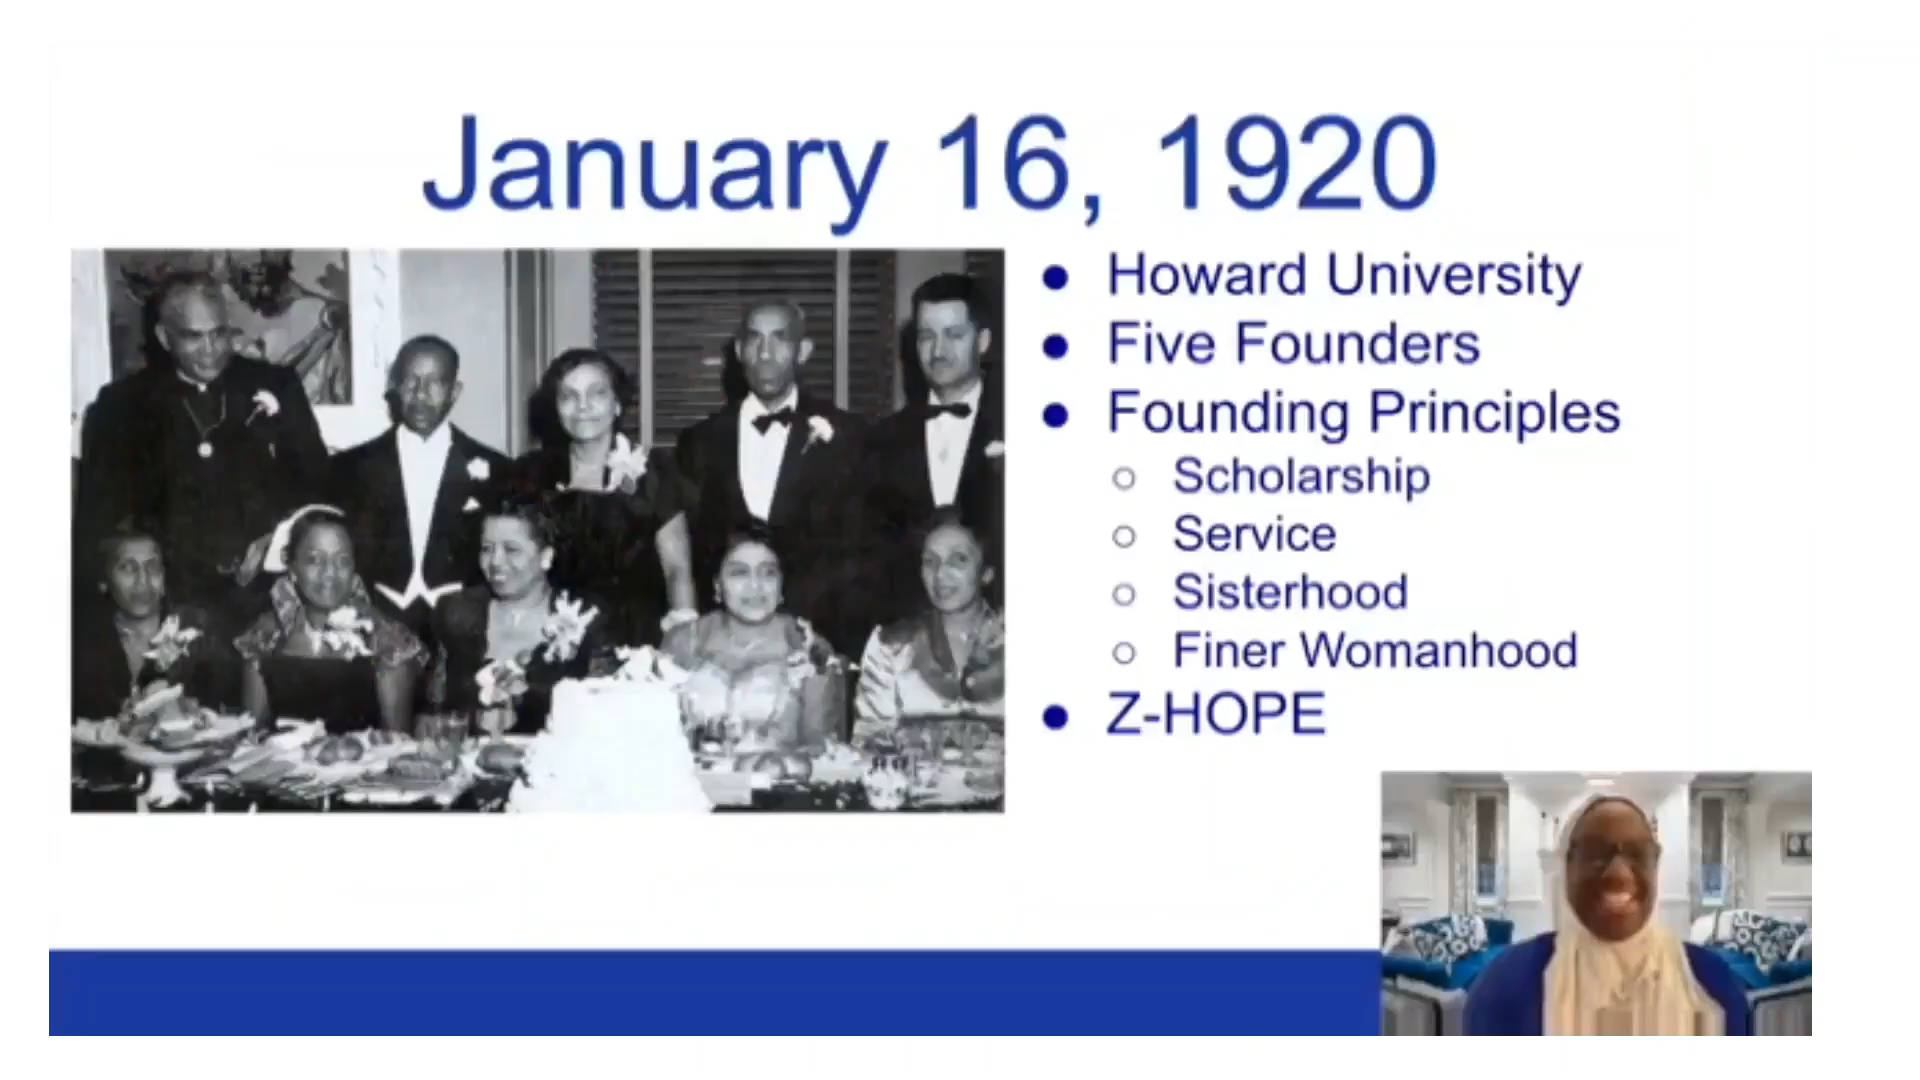 January 16, 1920
Howard University
Five Founders
Founding Principles
Scholarship
Service
Sisterhood
Finer Womanhood
Z-HOPE